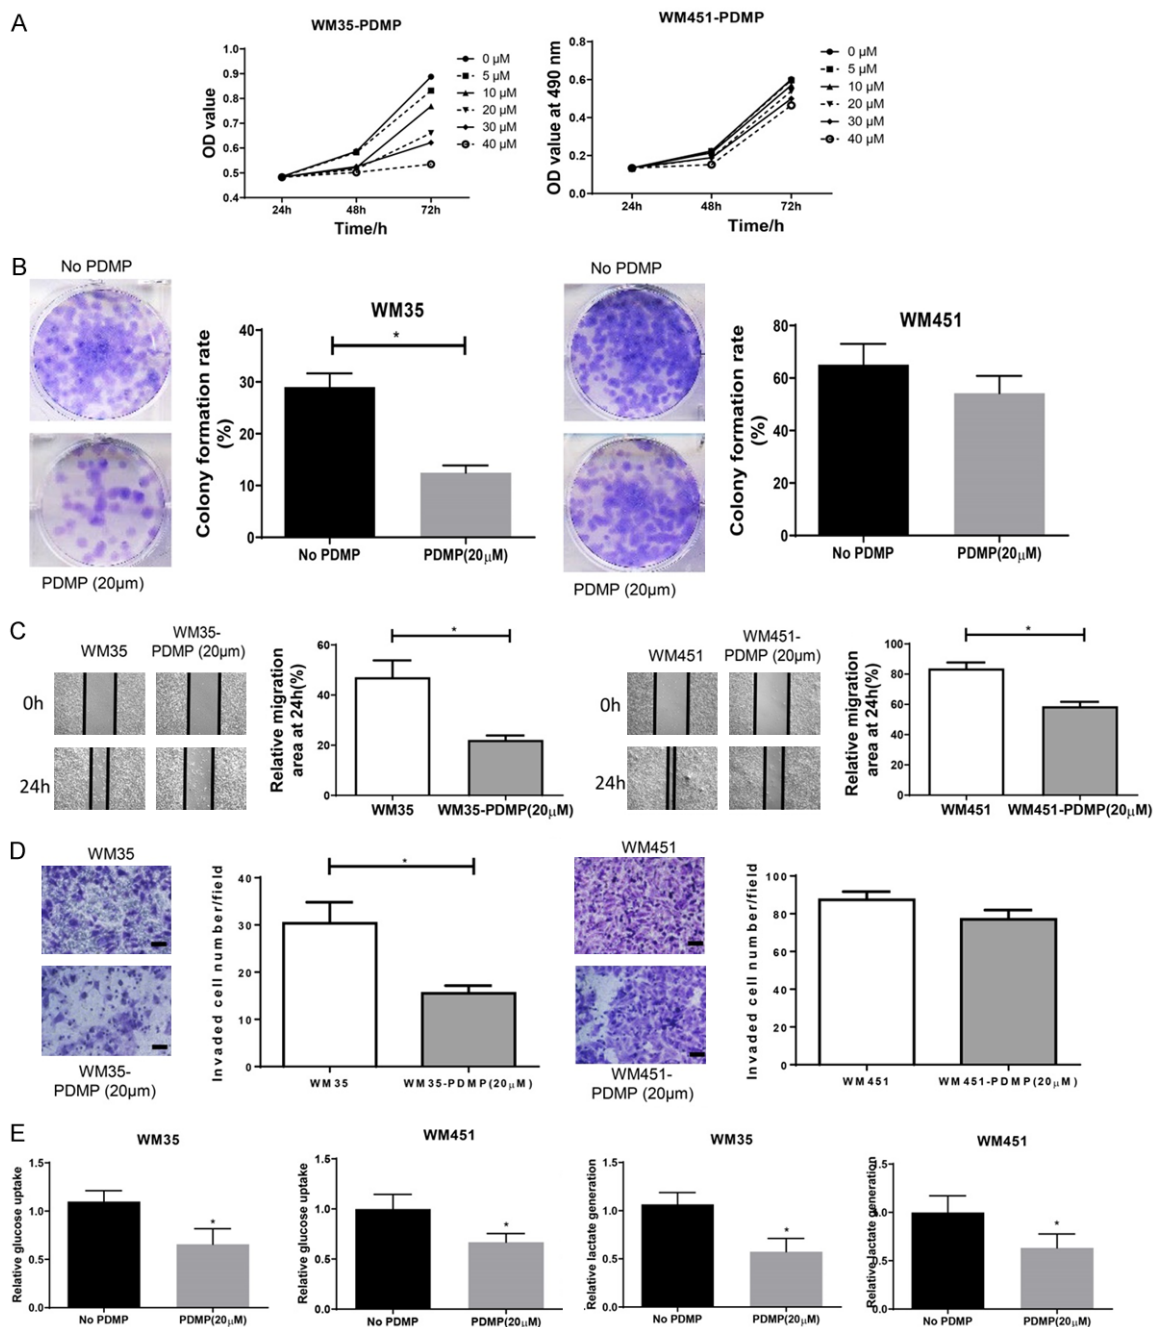 A
WM35-PDMP
OD value
1.0
0.9
0.8
0.7
0.6
0.5
0.4
24h
48h
72h
Time/h
0 µM
5 µM
10 µM
20 µM
30 µM
40 µM
WM451-PDMP
OD value at 490 nm
0.8
0.6
0.4
0.2
0.0
24h
48h
72h
Time/h
0 µM
5 µM
10 µM
20 µM
30 µM
40 µM
B
No PDMP
PDMP (20µm)
WM35
Colony formation rate
(%)
40
30
20
10
0
*
No PDMP
PDMP(20µM)
No PDMP
PDMP (20µm)
WM451
Colony formation rate
(%)
80
60
40
20
0
No PDMP
PDMP(20µM)
C
WM35
WM35-
PDMP (20µm)
0h
24h
Relative migration
area at 24h(%)
60
40
20
0
*
WM35
WM35-PDMP(20µM)
WM451
WM451-
PDMP (20µm)
0h
24h
Relative migration
area at 24h(%)
100
80
60
40
20
0
*
WM451
WM451-PDMP(20µM)
D
WM35
WM35-
PDMP (20µm)
Invaded cell number/field
40
30
20
10
0
*
WM35
WM35-PDMP(20µM)
WM451
WM451-
PDMP (20µm)
Invaded cell number/field
100
80
60
40
20
0
WM451
WM451-PDMP(20µM)
E
WM35
Relative glucose uptake
1.5
1.0
0.5
0.0
*
No PDMP
PDMP(20µM)
WM451
Relative glucose uptake
1.5
1.0
0.5
0.0
*
No PDMP
PDMP(20µM)
WM35
Relative lactate generation
1.5
1.0
0.5
0.0
*
No PDMP
PDMP(20µM)
WM451
Relative lactate generation
1.5
1.0
0.5
0.0
*
No PDMP
PDMP(20µM)